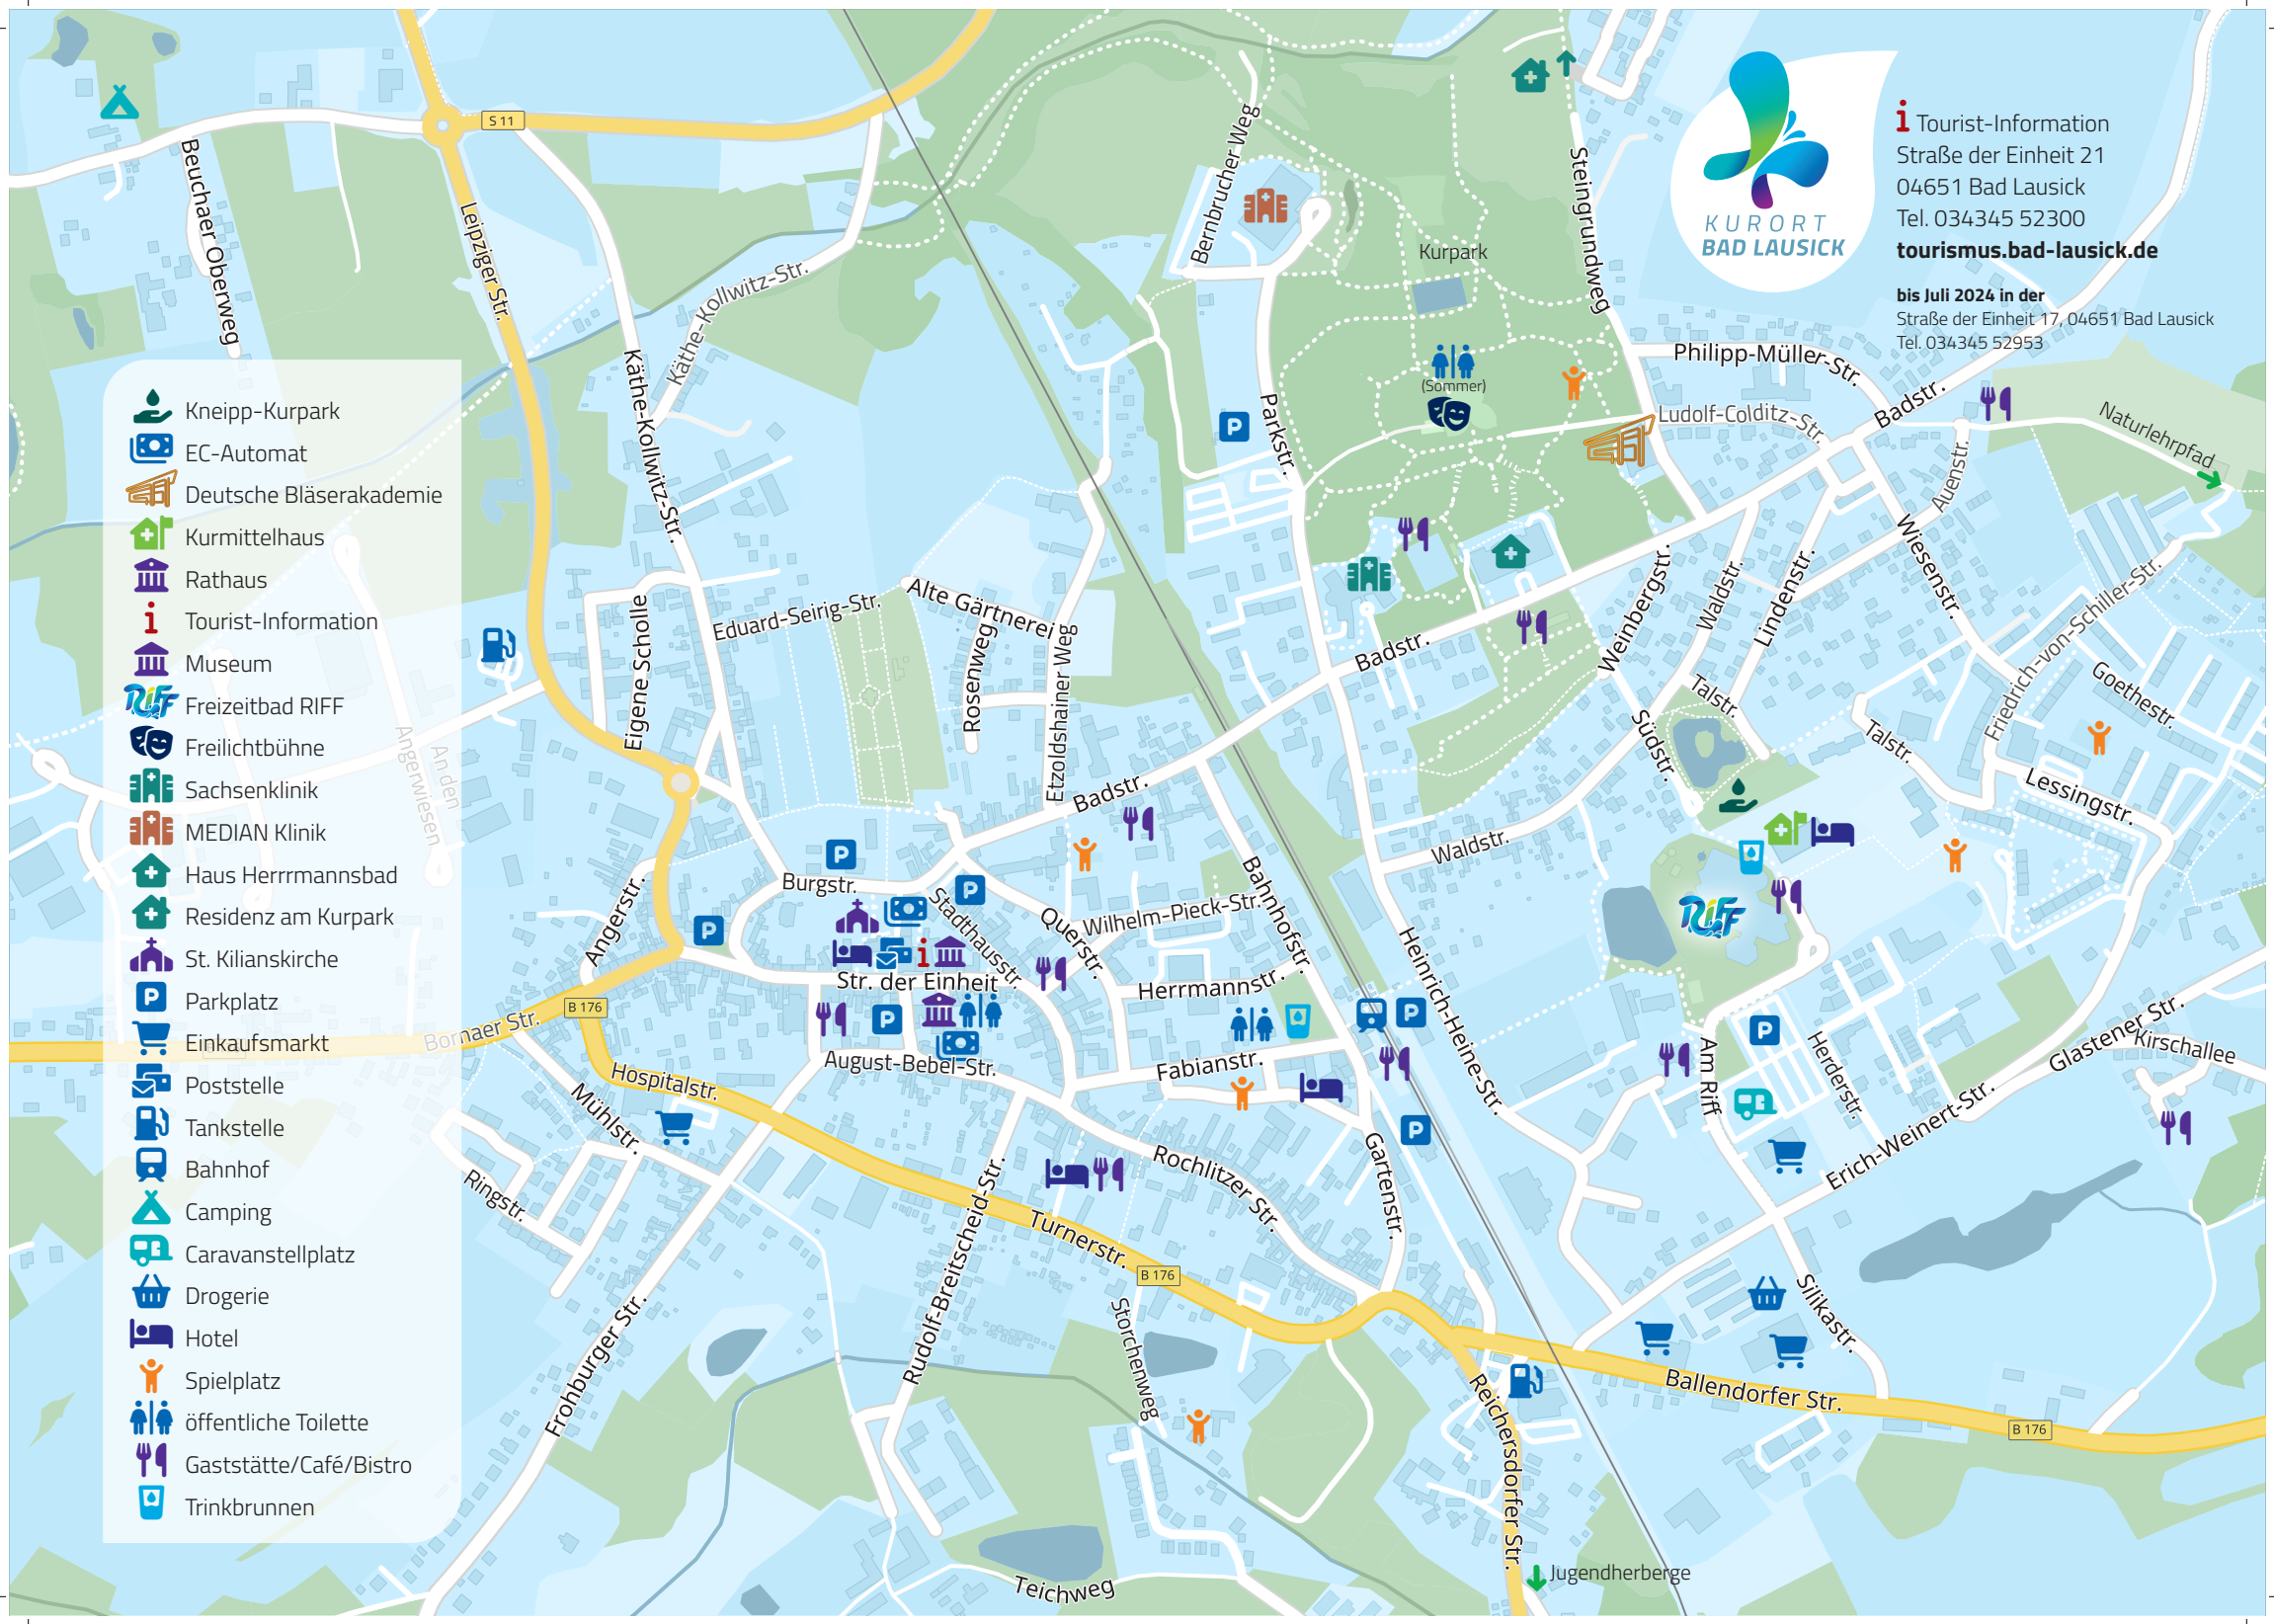 KURORT
BAD LAUSICK
i Tourist-Information
Straße der Einheit 21
04651 Bad Lausick
Tel. 034345 52300
tourismus.bad-lausick.de
bis Juli 2024 in der
Straße der Einheit 17, 04651 Bad Lausick
Tel. 034345 52953
Kneipp-Kurpark
EC-Automat
Deutsche Bläserakademie
Kurmittelhaus
Rathaus
i Tourist-Information
Museum
RiFF Freizeitbad RIFF
Freilichtbühne
Sachsenklinik
MEDIAN Klinik
Haus Herrrmannsbad
Residenz am Kurpark
St. Kilianskirche
P Parkplatz
Einkaufsmarkt
Poststelle
Tankstelle
Bahnhof
Camping
Caravanstellplatz
Drogerie
Hotel
Spielplatz
öffentliche Toilette
Gaststätte/Café/Bistro
Trinkbrunnen
S 11
Beuchaer Oberweg
Leipziger Str.
Käthe-Kollwitz-Str.
Käthe-Kollwitz-Str.
Bernbrucher Weg
Steingrundweg
Kurpark
(Sommer)
Philipp-Müller-Str.
Ludolf-Colditz-Str.
Badstr.
Naturlehrpfad
Auenstr.
Parkstr.
P
Wiesenstr.
Eigene Scholle
Eduard-Seirig-Str.
Alte Gärtnerei
Rosenweg
Etzoldshainer Weg
Badstr.
Weinbergstr.
Waldstr.
Lindenstr.
Friedrich-von-Schiller-Str.
Goethestr.
Talstr.
Talstr.
Südstr.
Lessingstr.
An den
Angerwiesen
Badstr.
Waldstr.
Burgstr.
P
P
P
Stadthausstr.
Querstr.
Wilhelm-Pieck-Str.
Bahnhofstr.
Angerstr.
i
Str. der Einheit
Herrmannstr.
Heinrich-Heine-Str.
RiFF
B 176
Bornaer Str.
P
P
P
Am Riff
Herderstr.
Glastener Str.
Kirschallee
August-Bebel-Str.
Fabianstr.
Hospitalstr.
Mühlstr.
P
Erich-Weinert-Str.
Gartenstr.
Rochlitzer Str.
Ringstr.
Rudolf-Breitscheid-Str.
Turnerstr.
B 176
Frohburger Str.
Storchenweg
Silikastr.
Ballendorfer Str.
B 176
Reichersdorfer Str.
Jugendherberge
Teichweg